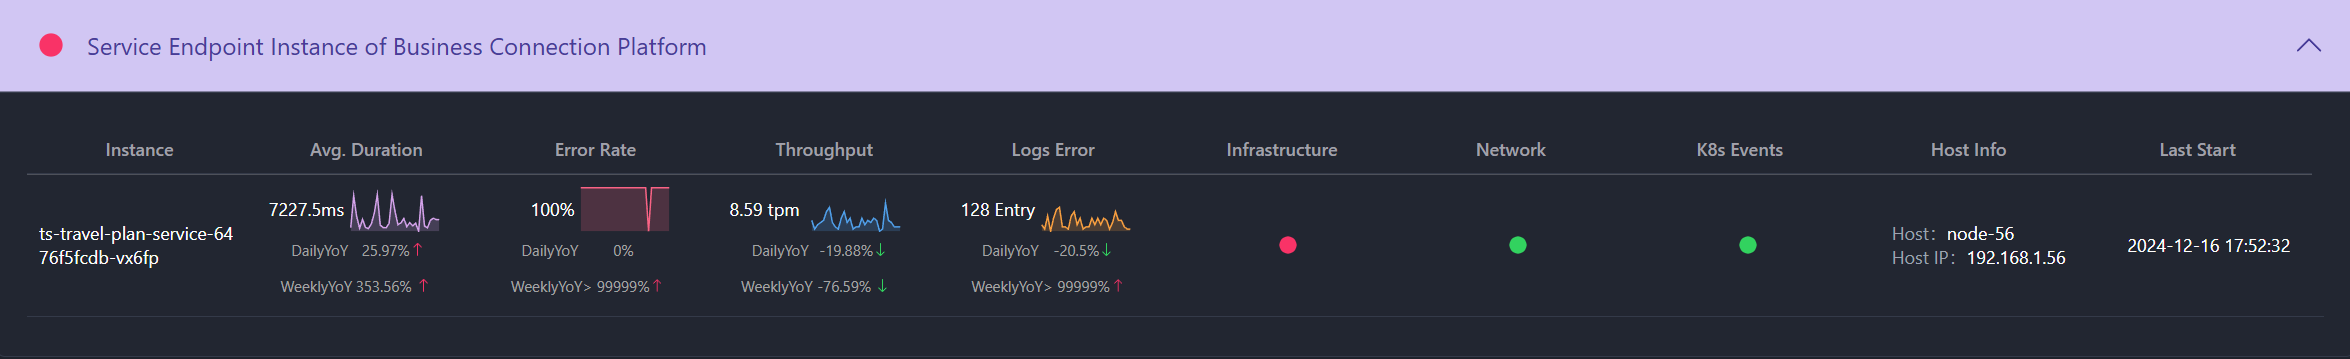 Service Endpoint Instance of Business Connection Platform
Instance Avg. Duration Error Rate Throughput Logs Error Infrastructure Network K8s Events Host Info Last Start
ts-travel-plan-service-64
76f5fcdb-vx6fp
7227.5ms
DailyYoY 25.97%↑
WeeklyYoY 353.56% ↑
100%
DailyYoY 0%
WeeklyYoY> 99999%↑
8.59 tpm
DailyYoY -19.88%↓
WeeklyYoY -76.59% ↓
128 Entry
DailyYoY -20.5%↓
WeeklyYoY> 99999%↑
Host: node-56
Host IP: 192.168.1.56
2024-12-16 17:52:32